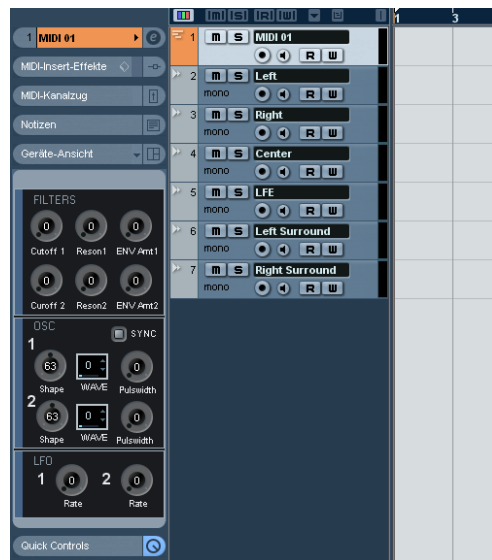 1 MIDI 01 e
MIDI-Insert-Effekte
MIDI-Kanalzug
Notizen
Geräte-Ansicht
FILTERS
0 0 0
Cutoff 1 Reson1 ENV Amt1
0 0 0
Curoff 2 Reson2 ENV Amt2
OSC
SYNC
1
63 0 0
Shape WAVE Pulswidth
2
63 0 0
Shape WAVE Pulswidth
LFO
1 0 2 0
Rate Rate
Quick Controls
m S R W
1 m S MIDI 01
R W
2 m S Left
mono R W
3 m S Right
mono R W
4 m S Center
mono R W
5 m S LFE
mono R W
6 m S Left Surround
mono R W
7 m S Right Surround
mono R W
1 3